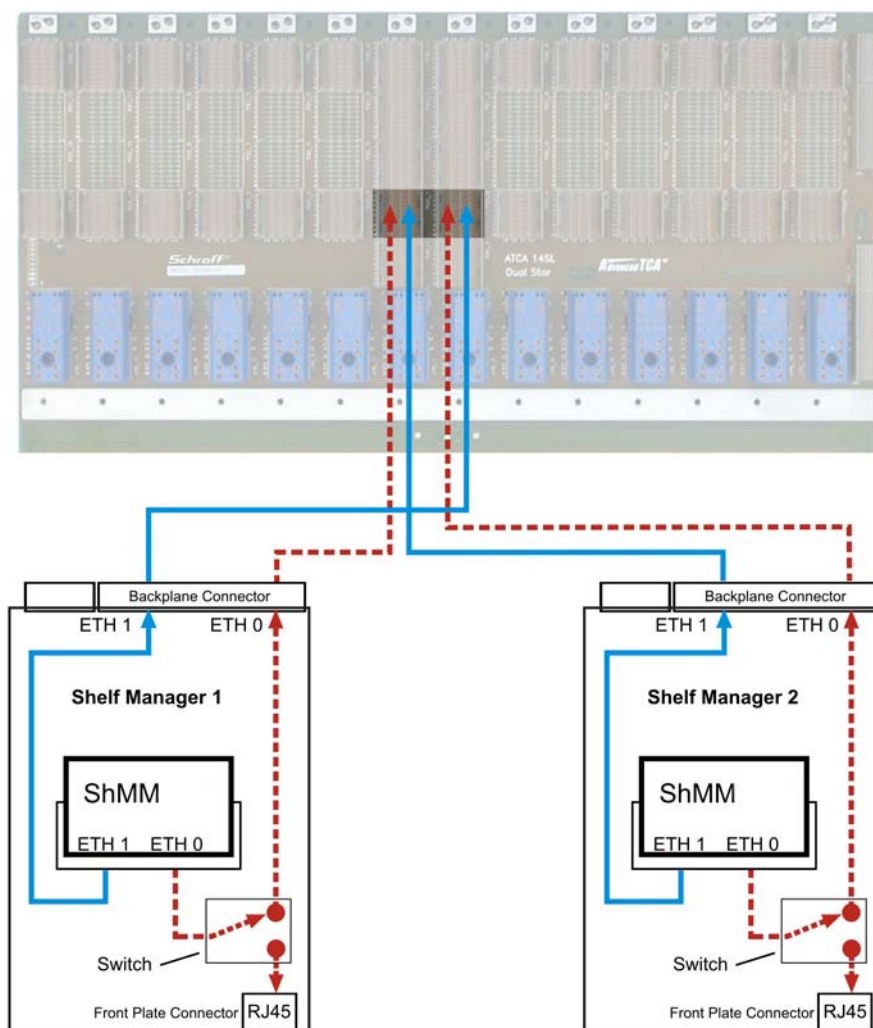 Schroff®
ATCA 14SL
Dual Star
AdvancedTCA®
Backplane Connector
Backplane Connector
ETH 1
ETH 0
ETH 1
ETH 0
Shelf Manager 1
Shelf Manager 2
ShMM
ShMM
ETH 1
ETH 0
ETH 1
ETH 0
Switch
Switch
Front Plate Connector
RJ45
Front Plate Connector
RJ45